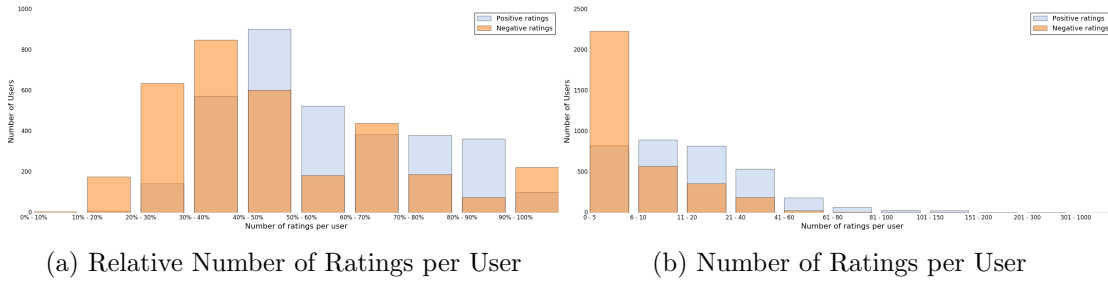 1000
800
600
400
200
0
Number of Users
Positive ratings
Negative ratings
0% - 10% 10% - 20% 20% - 30% 30% - 40% 40% - 50% 50% - 60% 60% - 70% 70% - 80% 80% - 90% 90% - 100%
Number of ratings per user
(a) Relative Number of Ratings per User
2500
2000
1500
1000
500
0
Number of Users
Positive ratings
Negative ratings
0 - 5 6 - 10 11 - 20 21 - 40 41 - 60 61 - 80 81 - 100 101 - 150 151 - 200 201 - 300 301 - 1000
Number of ratings per user
(b) Number of Ratings per User